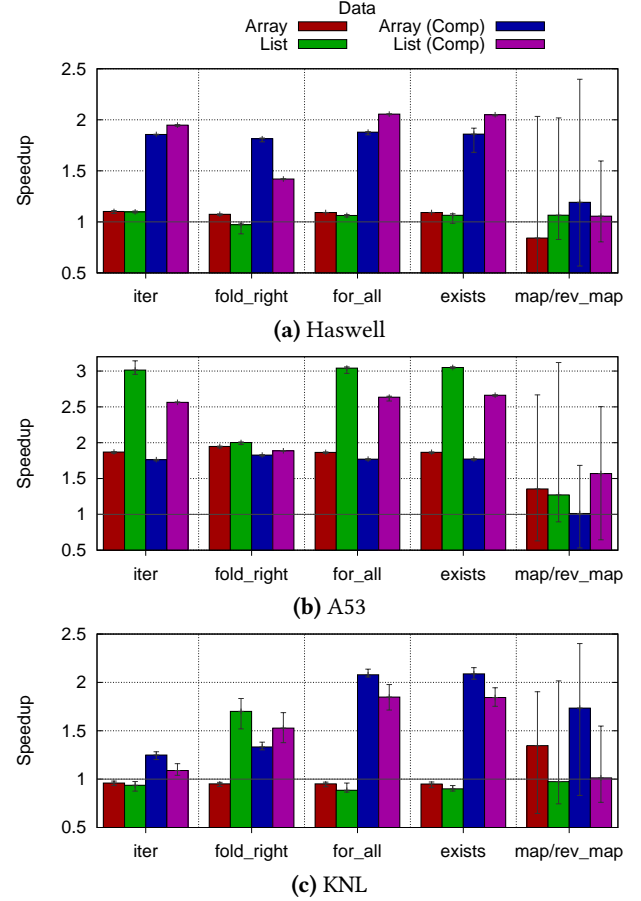 Data
Array Array (Comp)
List List (Comp)
2.5
2
1.5
1
0.5
Speedup
iter fold_right for_all exists map/rev_map
(a) Haswell
3
2.5
2
1.5
1
0.5
Speedup
iter fold_right for_all exists map/rev_map
(b) A53
2.5
2
1.5
1
0.5
Speedup
iter fold_right for_all exists map/rev_map
(c) KNL